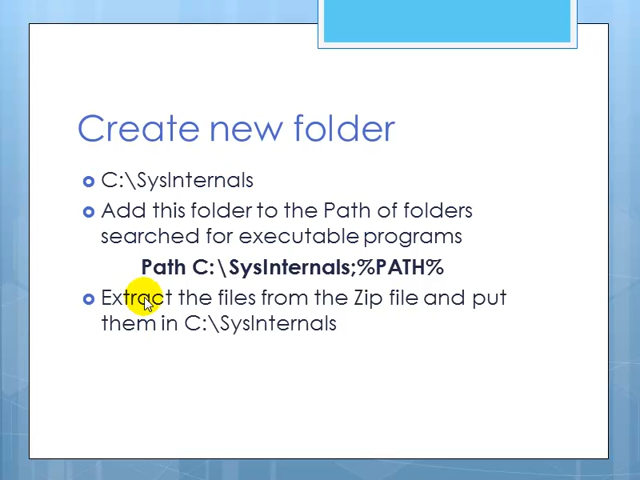 Create new folder
C:\SysInternals
Add this folder to the Path of folders
searched for executable programs
Path C:\SysInternals;%PATH%
Extract the files from the Zip file and put
them in C:\SysInternals